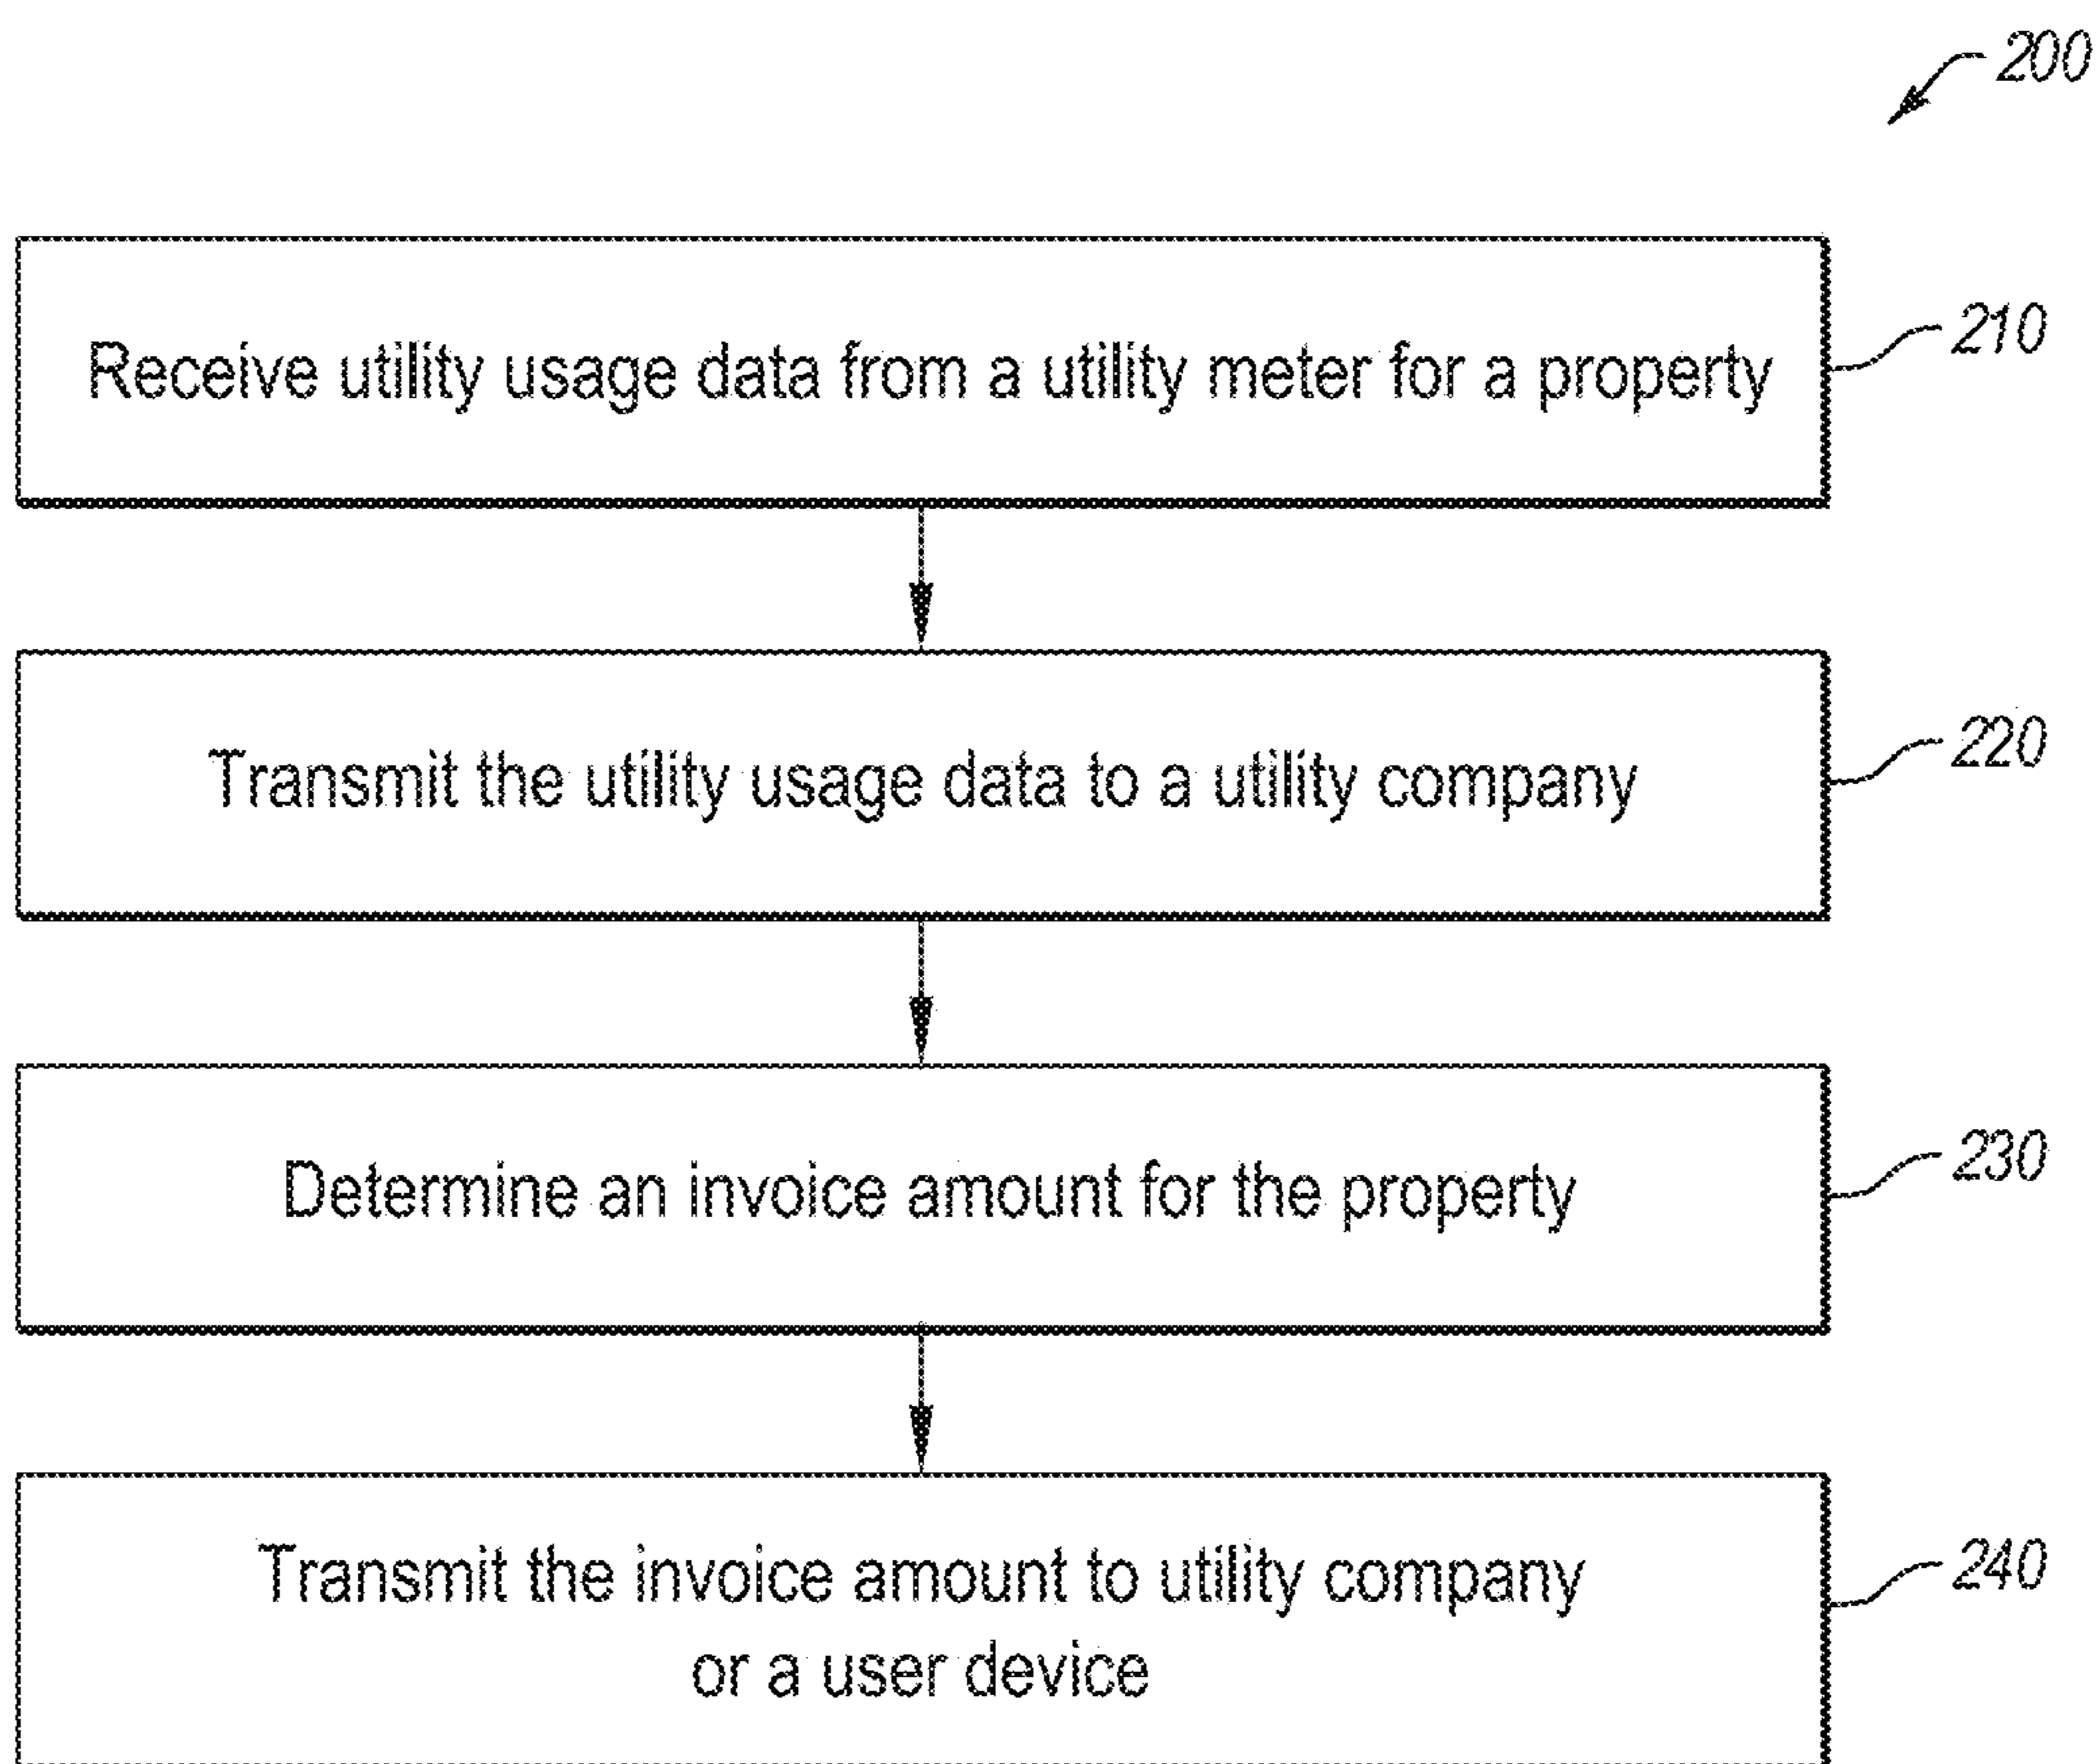 200
Receive utility usage data from a utility meter for a property
210
Transmit the utility usage data to a utility company
220
Determine an invoice amount for the property
230
Transmit the invoice amount to utility company
or a user device
240